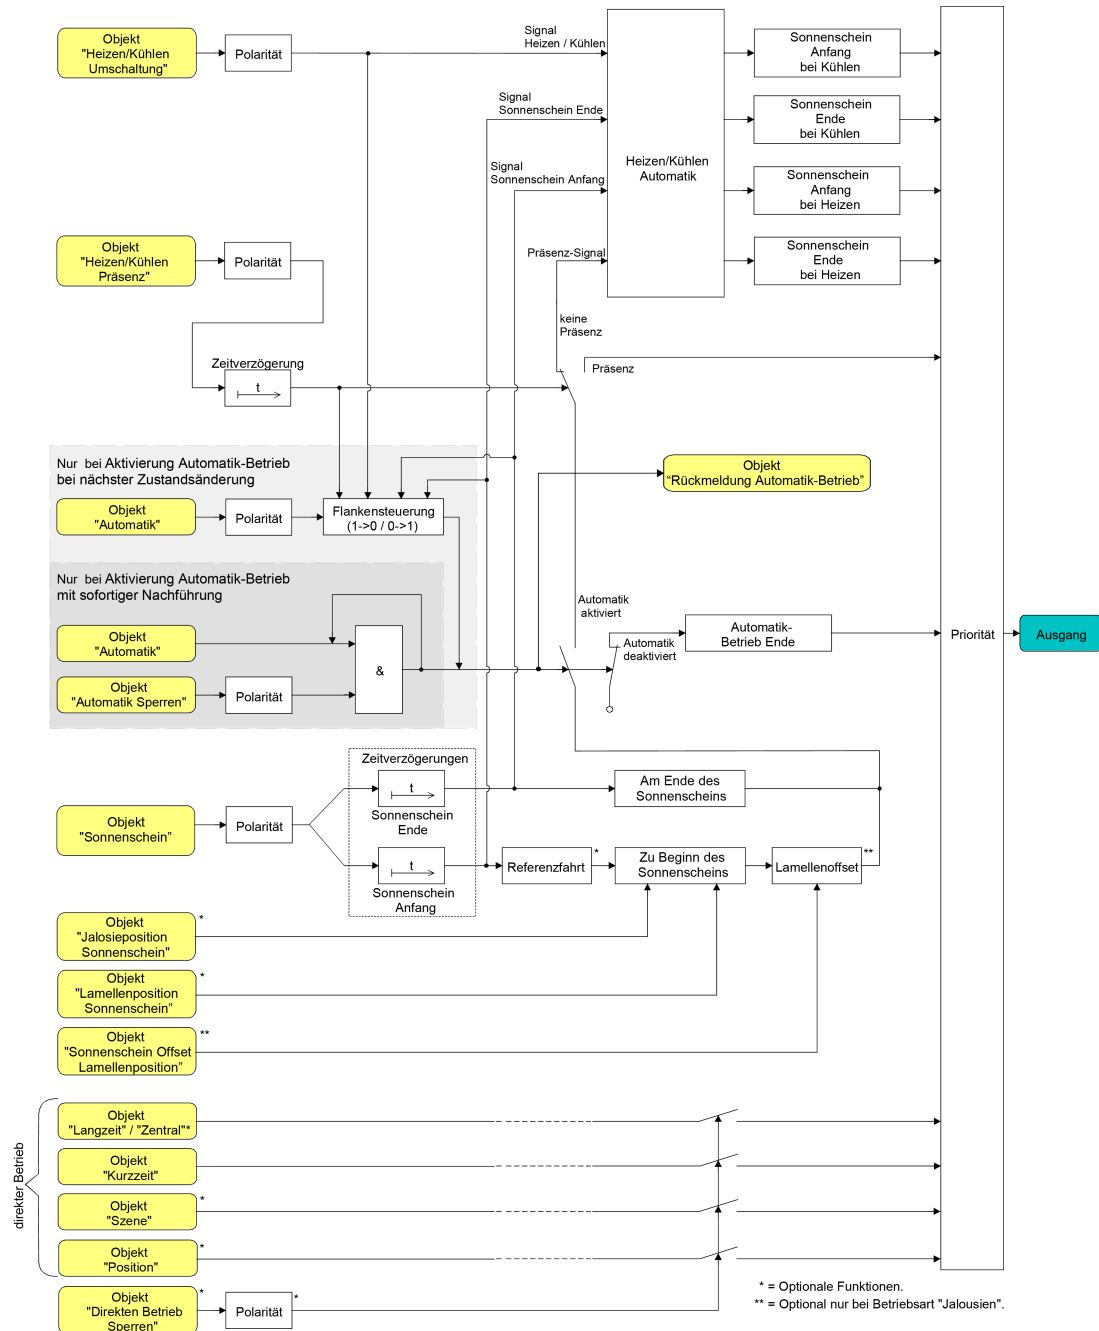 Objekt
"Heizen/Kühlen
Umschaltung"
Polarität
Signal
Heizen / Kühlen
Sonnenschein
Anfang
bei Kühlen
Signal
Sonnenschein Ende
Sonnenschein
Ende
bei Kühlen
Signal
Sonnenschein Anfang
Heizen/Kühlen
Automatik
Sonnenschein
Anfang
bei Heizen
Objekt
"Heizen/Kühlen
Präsenz"
Polarität
Präsenz-Signal
Sonnenschein
Ende
bei Heizen
keine
Präsenz
Präsenz
Zeitverzögerung
t
Nur bei Aktivierung Automatik-Betrieb
bei nächster Zustandsänderung
Objekt
“Rückmeldung Automatik-Betrieb”
Objekt
"Automatik"
Polarität
Flankensteuerung
(1->0 / 0->1)
Nur bei Aktivierung Automatik-Betrieb
mit sofortiger Nachführung
Objekt
"Automatik"
&
Objekt
"Automatik Sperren"
Polarität
Automatik
aktiviert
Automatik
deaktiviert
Automatik-
Betrieb Ende
Priorität
Ausgang
Zeitverzögerungen
t
Sonnenschein
Ende
Am Ende des
Sonnenscheins
Objekt
"Sonnenschein"
Polarität
t
Sonnenschein
Anfang
Referenzfahrt
*
Zu Beginn des
Sonnenscheins
Lamellenoffset
**
Objekt
"Jalosieposition
Sonnenschein"
*
Objekt
"Lamellenposition
Sonnenschein"
*
Objekt
"Sonnenschein Offset
Lamellenposition"
**
direkter Betrieb
Objekt
"Langzeit" / "Zentral"*
Objekt
"Kurzzeit"
Objekt
"Szene"
*
Objekt
"Position"
*
Objekt
"Direkten Betrieb
Sperren"
*
Polarität
*
* = Optionale Funktionen.
** = Optional nur bei Betriebsart "Jalousien".